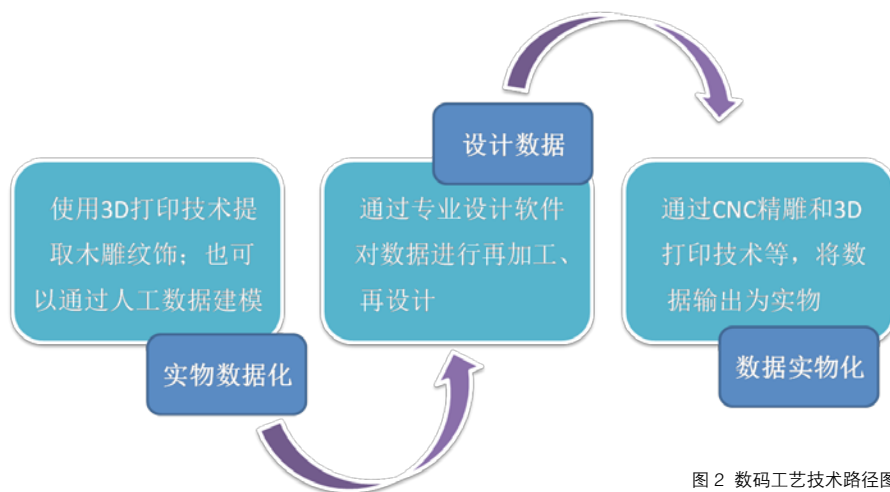 使用3D打印技术提
取木雕纹饰；也可
以通过人工数据建模
实物数据化
设计数据
通过专业设计软件
对数据进行再加工、
再设计
通过CNC精雕和3D
打印技术等，将数
据输出为实物
数据实物化
图 2 数码工艺技术路径图